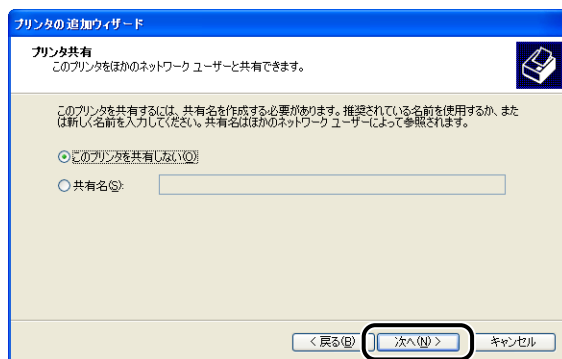 プリンタの追加ウィザード
プリンタ共有
このプリンタをほかのネットワーク ユーザーと共有できます。
このプリンタを共有するには、共有名を作成する必要があります。推奨されている名前を使用するか、また
は新しく名前を入力してください。共有名はほかのネットワーク ユーザーによって参照されます。
このプリンタを共有しない(O)
共有名(S):
< 戻る(B) 次へ(N) > キャンセル